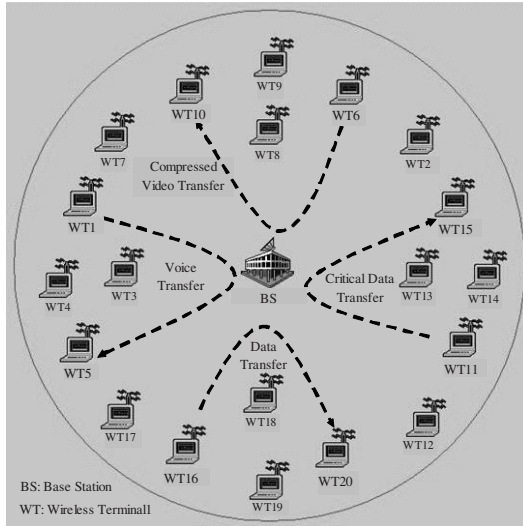 WT9
WT10
WT6
WT7
WT8
WT2
Compressed
Video Transfer
WT1
WT15
Voice
Transfer
WT3
WT4
BS
Critical Data
Transfer
WT13
WT14
WT5
Data
Transfer
WT11
WT18
WT17
WT12
WT16
WT20
WT19
BS: Base Station
WT: Wireless Terminall